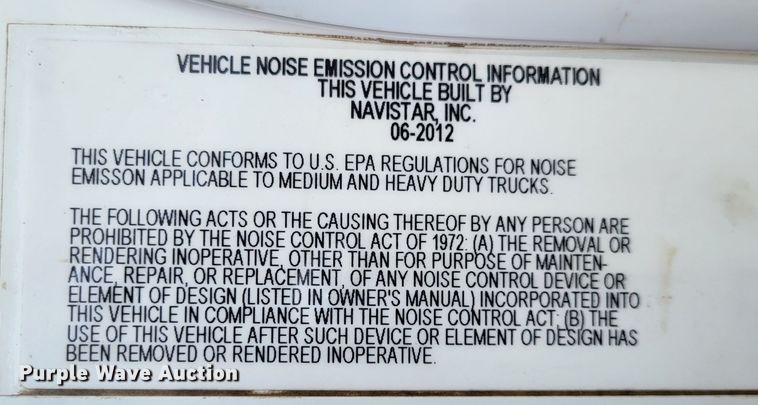 VEHICLE NOISE EMISSION CONTROL INFORMATION
THIS VEHICLE BUILT BY
NAVISTAR, INC.
06-2012
THIS VEHICLE CONFORMS TO U.S. EPA REGULATIONS FOR NOISE
EMISSON APPLICABLE TO MEDIUM AND HEAVY DUTY TRUCKS.
THE FOLLOWING ACTS OR THE CAUSING THEREOF BY ANY PERSON ARE
PROHIBITED BY THE NOISE CONTROL ACT OF 1972: (A) THE REMOVAL OR
RENDERING INOPERATIVE, OTHER THAN FOR PURPOSE OF MAINTEN-
ANCE, REPAIR, OR REPLACEMENT, OF ANY NOISE CONTROL DEVICE OR
ELEMENT OF DESIGN (LISTED IN OWNER'S MANUAL) INCORPORATED INTO
THIS VEHICLE IN COMPLIANCE WITH THE NOISE CONTROL ACT; (B) THE
USE OF THIS VEHICLE AFTER SUCH DEVICE OR ELEMENT OF DESIGN HAS
BEEN REMOVED OR RENDERED INOPERATIVE.
Purple Wave Auction